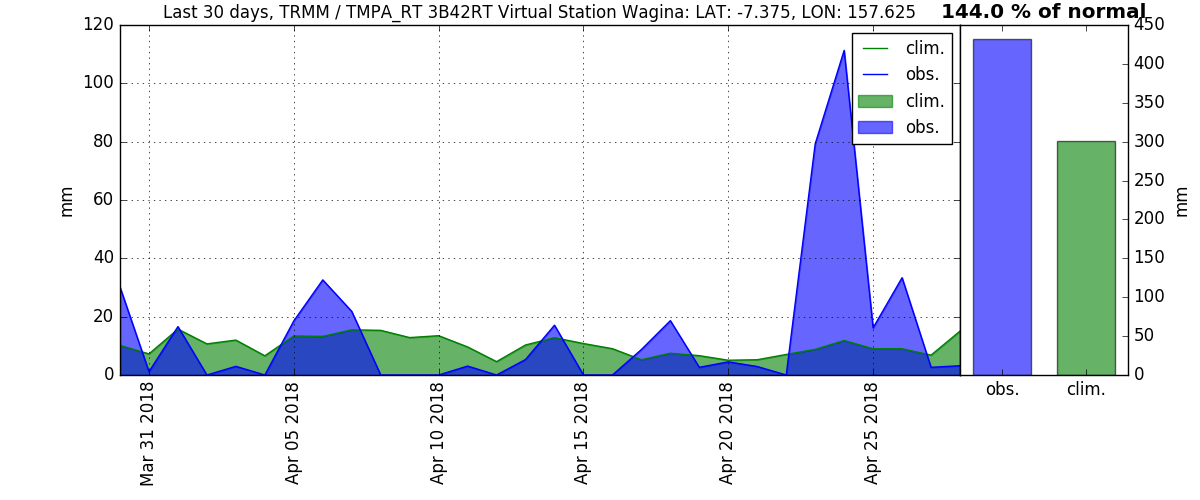 Last 30 days, TRMM / TMPA_RT 3B42RT Virtual Station Wagina: LAT: -7.375, LON: 157.625
144.0 % of normal
120
100
80
60
40
20
0
mm
clim.
obs.
clim.
obs.
Mar 31 2018
Apr 05 2018
Apr 10 2018
Apr 15 2018
Apr 20 2018
Apr 25 2018
450
400
350
300
250
200
150
100
50
0
mm
obs.
clim.